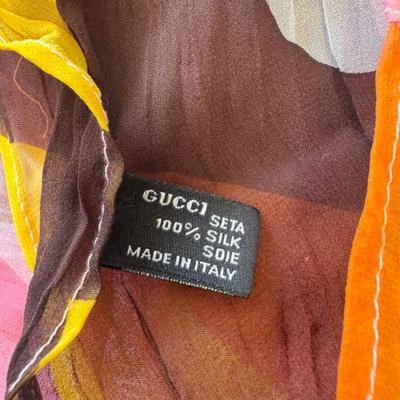 GUCCI SETA
100% SILK
SOIE
MADE IN ITALY